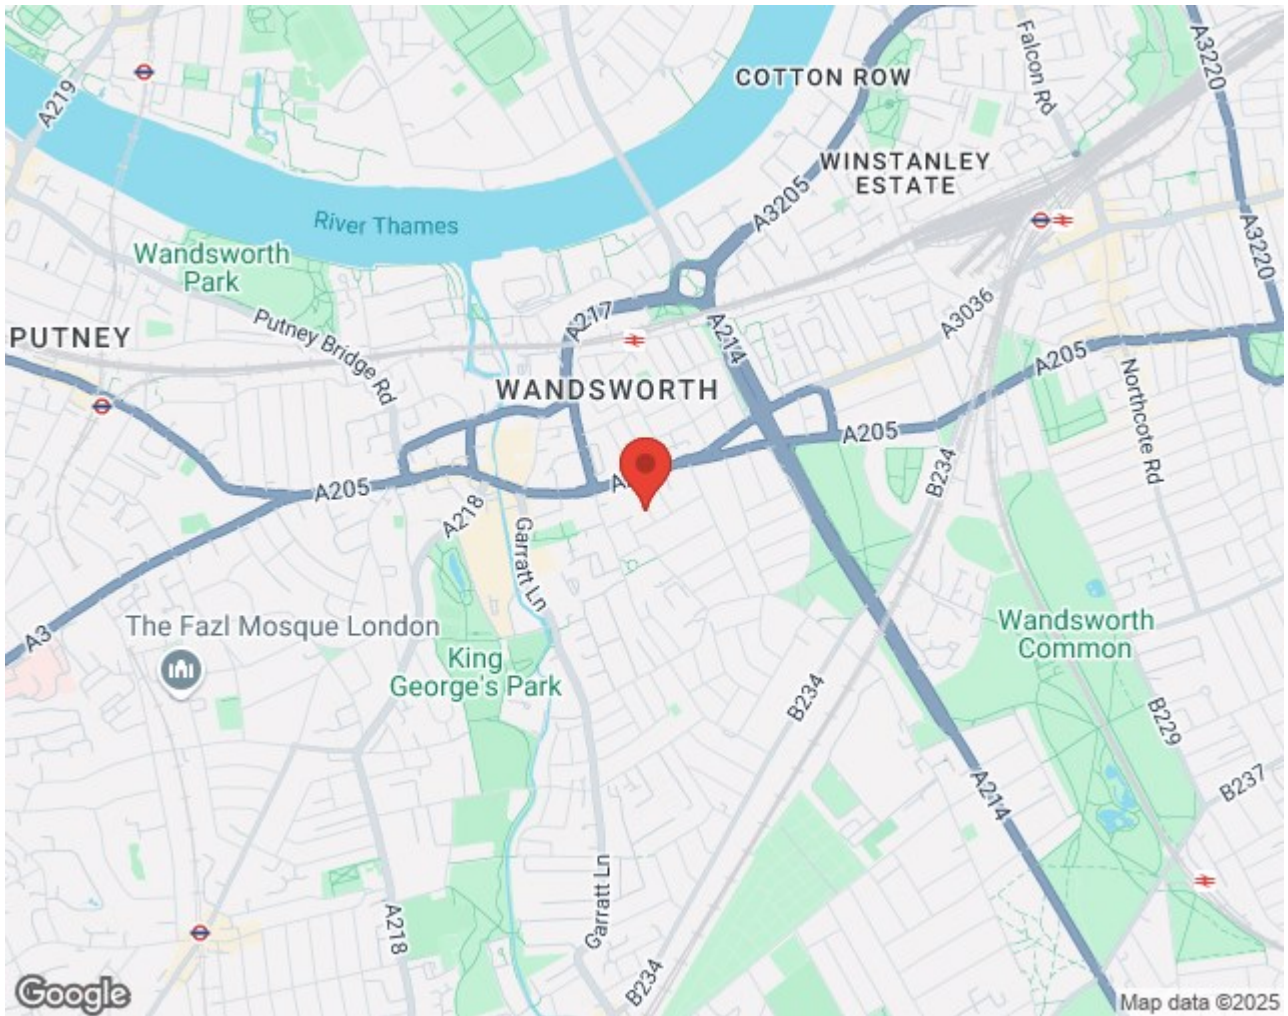 A219
Falcon Rd
A3220
COTTON ROW
WINSTANLEY
ESTATE
A3205
River Thames
Wandsworth
Park
A3220
A217
A3036
A214
PUTNEY
Putney Bridge Rd
WANDSWORTH
A205
Northcote Rd
A205
B234
A205
A218
Garratt Ln
A3
The Fazl Mosque London
King
George's Park
Wandsworth
Common
B234
B229
B237
A214
Garratt Ln
A218
B234
Google
Map data ©2025